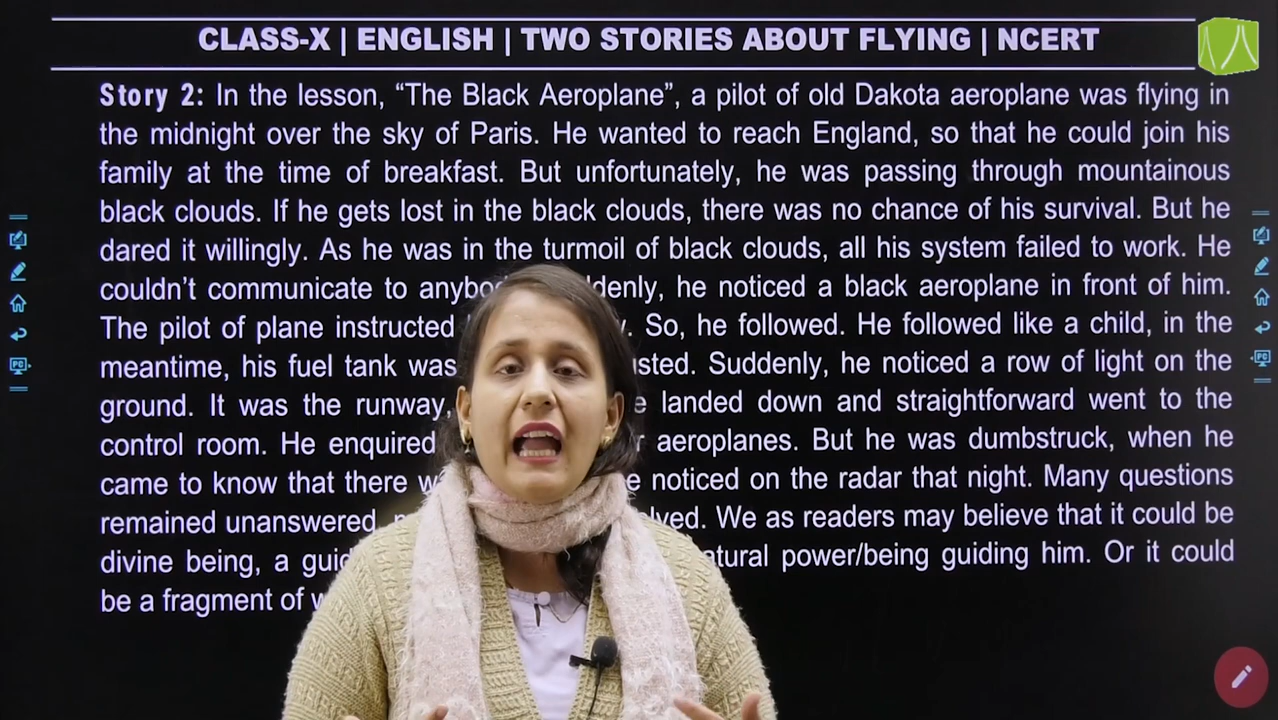 CLASS-X | ENGLISH | TWO STORIES ABOUT FLYING | NCERT
Story 2: In the lesson, “The Black Aeroplane”, a pilot of old Dakota aeroplane was flying in
the midnight over the sky of Paris. He wanted to reach England, so that he could join his
family at the time of breakfast. But unfortunately, he was passing through mountainous
black clouds. If he gets lost in the black clouds, there was no chance of his survival. But he
dared it willingly. As he was in the turmoil of black clouds, all his system failed to work. He
couldn’t communicate to he noticed a black aeroplane in front of him.
The pilot of plane instructed So, he followed. He followed like a child, in the
meantime, his fuel tank was Suddenly, he noticed a row of light on the
ground. It was the runway, landed down and straightforward went to the
control room. He enquired aeroplanes. But he was dumbstruck, when he
came to know that there noticed on the radar that night. Many questions
remained unanswered, We as readers may believe that it could be
divine being, a power/being guiding him. Or it could
be a fragment of
PC
PC